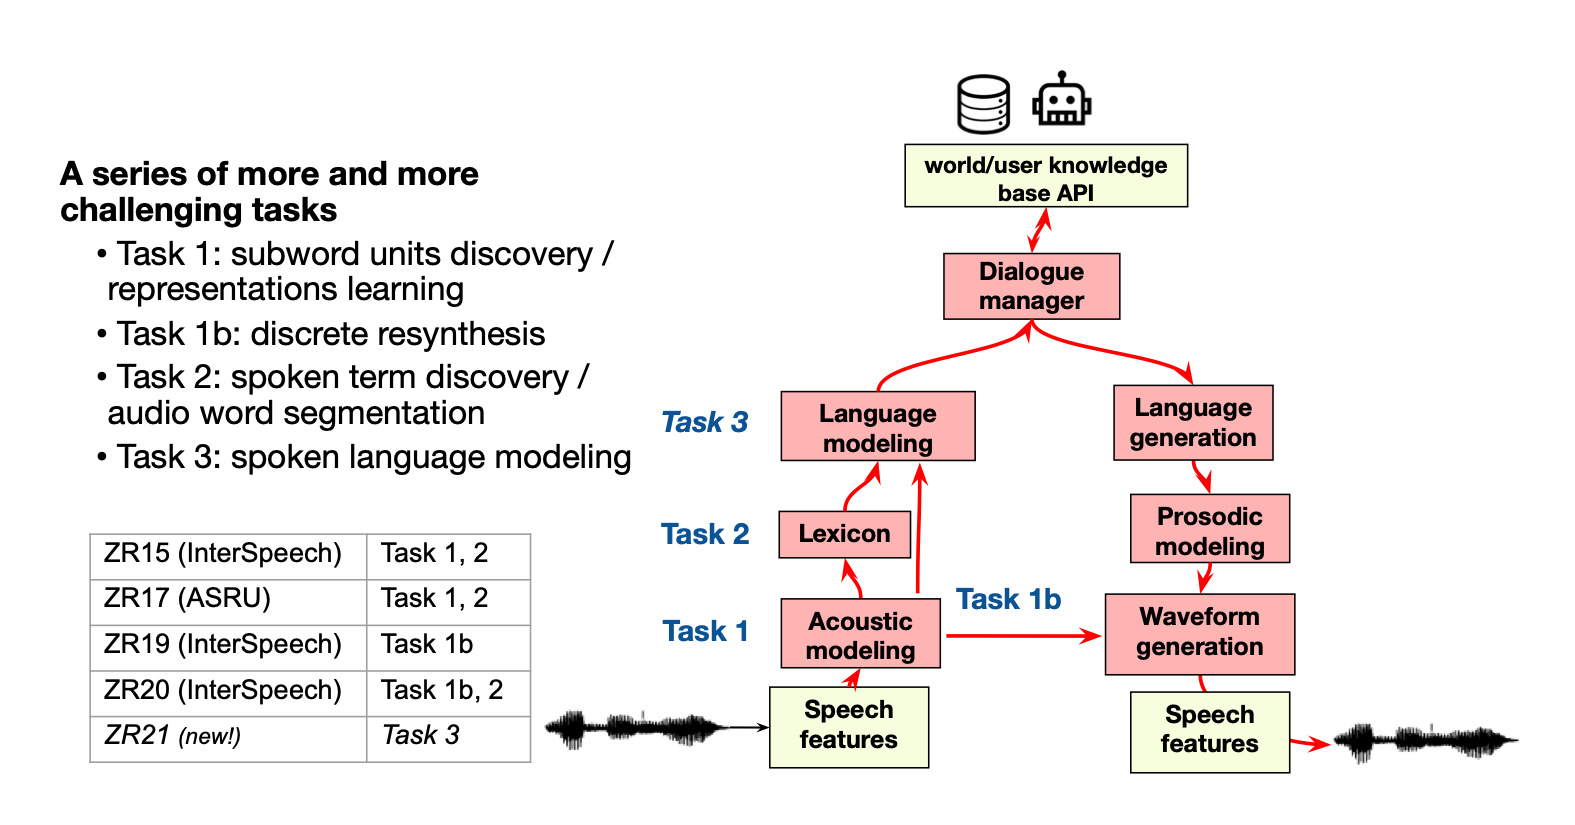 A series of more and more
challenging tasks
• Task 1: subword units discovery /
representations learning
• Task 1b: discrete resynthesis
• Task 2: spoken term discovery /
audio word segmentation
• Task 3: spoken language modeling
ZR15 (InterSpeech) Task 1, 2
ZR17 (ASRU) Task 1, 2
ZR19 (InterSpeech) Task 1b
ZR20 (InterSpeech) Task 1b, 2
ZR21 (new!) Task 3
world/user knowledge
base API
Dialogue
manager
Task 3
Language
modeling
Language
generation
Task 2
Lexicon
Prosodic
modeling
Task 1
Acoustic
modeling
Task 1b
Waveform
generation
Speech
features
Speech
features